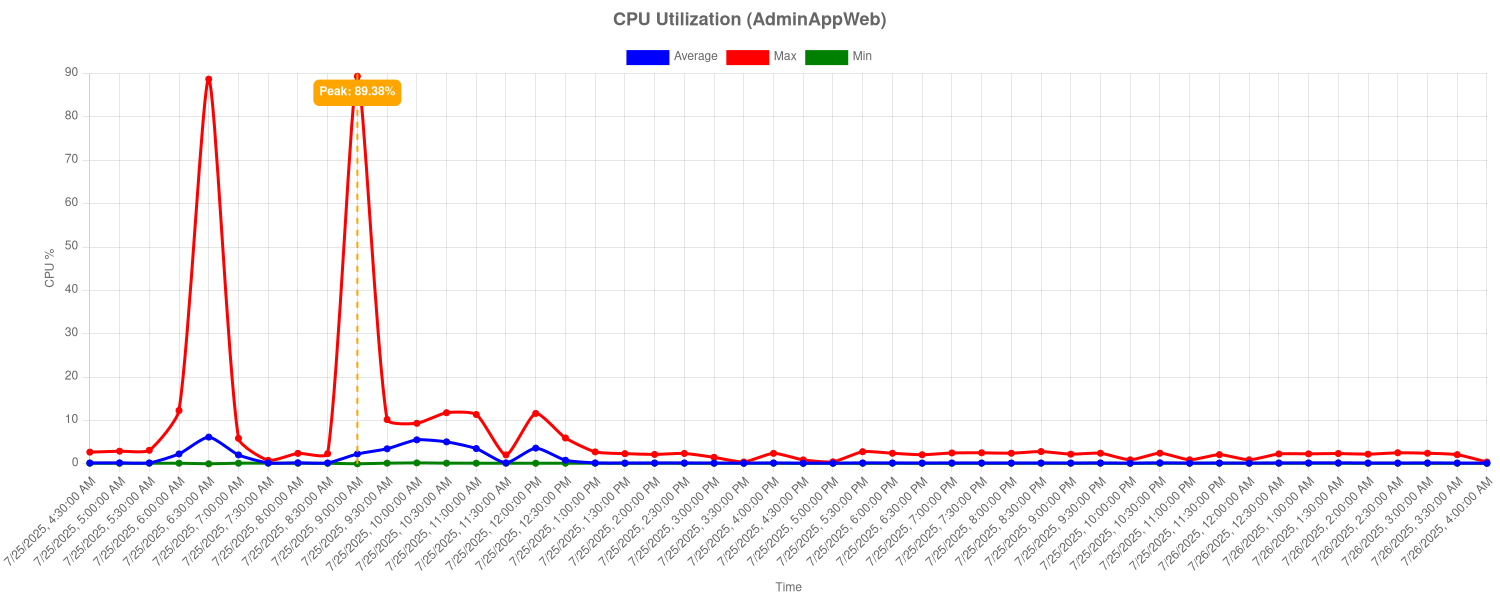 CPU Utilization (AdminAppWeb)
Average Max Min
90
80
70
60
50
40
30
20
10
0
CPU %
Peak: 89.38%
7/25/2025, 4:30:00 AM
7/25/2025, 5:00:00 AM
7/25/2025, 5:30:00 AM
7/25/2025, 6:00:00 AM
7/25/2025, 6:30:00 AM
7/25/2025, 7:00:00 AM
7/25/2025, 7:30:00 AM
7/25/2025, 8:00:00 AM
7/25/2025, 8:30:00 AM
7/25/2025, 9:00:00 AM
7/25/2025, 9:30:00 AM
7/25/2025, 10:00:00 AM
7/25/2025, 10:30:00 AM
7/25/2025, 11:00:00 AM
7/25/2025, 11:30:00 AM
7/25/2025, 12:00:00 PM
7/25/2025, 12:30:00 PM
7/25/2025, 1:00:00 PM
7/25/2025, 1:30:00 PM
7/25/2025, 2:00:00 PM
7/25/2025, 2:30:00 PM
7/25/2025, 3:00:00 PM
7/25/2025, 3:30:00 PM
7/25/2025, 4:00:00 PM
7/25/2025, 4:30:00 PM
7/25/2025, 5:00:00 PM
7/25/2025, 5:30:00 PM
7/25/2025, 6:00:00 PM
7/25/2025, 6:30:00 PM
7/25/2025, 7:00:00 PM
7/25/2025, 7:30:00 PM
7/25/2025, 8:00:00 PM
7/25/2025, 8:30:00 PM
7/25/2025, 9:00:00 PM
7/25/2025, 9:30:00 PM
7/25/2025, 10:00:00 PM
7/25/2025, 10:30:00 PM
7/25/2025, 11:00:00 PM
7/25/2025, 11:30:00 PM
7/26/2025, 12:00:00 AM
7/26/2025, 12:30:00 AM
7/26/2025, 1:00:00 AM
7/26/2025, 1:30:00 AM
7/26/2025, 2:00:00 AM
7/26/2025, 2:30:00 AM
7/26/2025, 3:00:00 AM
7/26/2025, 3:30:00 AM
7/26/2025, 4:00:00 AM
Time